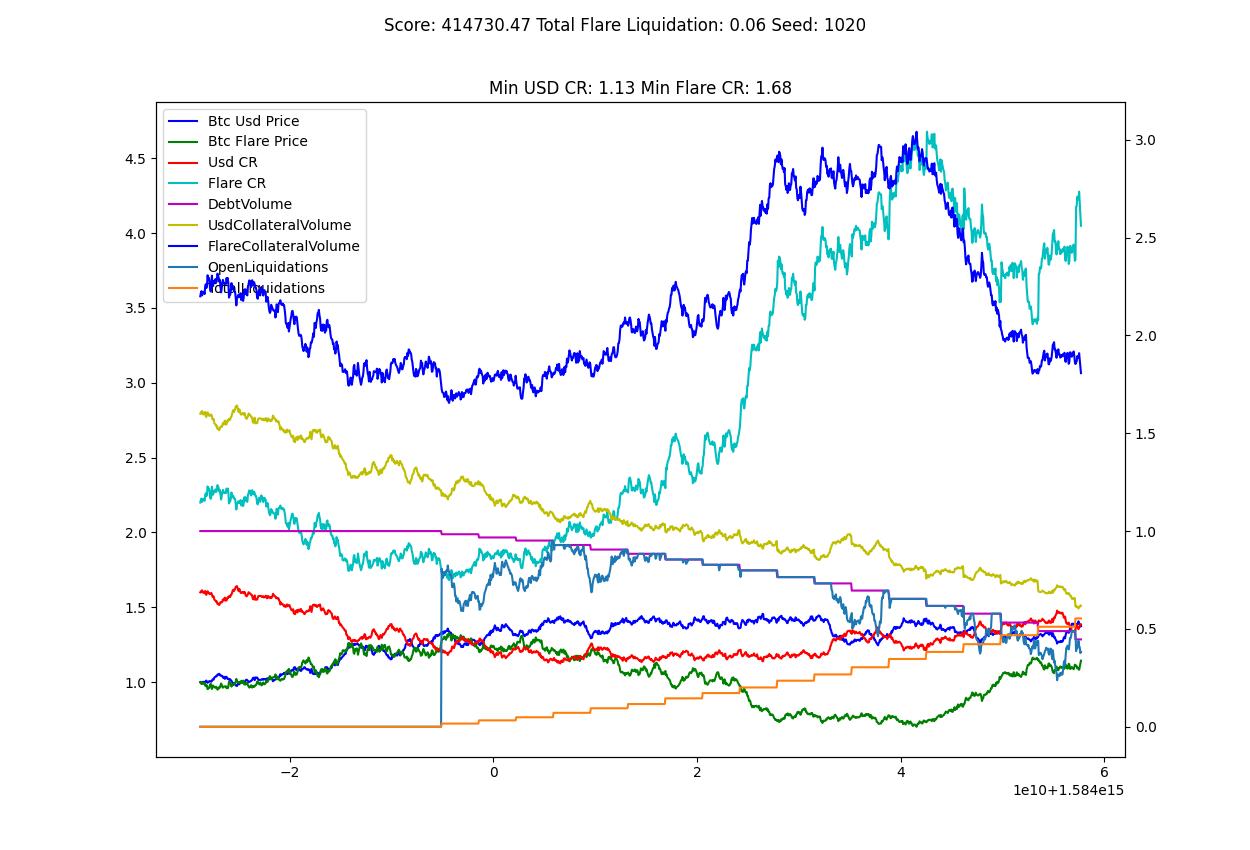 Score: 414730.47 Total Flare Liquidation: 0.06 Seed: 1020
Min USD CR: 1.13 Min Flare CR: 1.68
Btc Usd Price
Btc Flare Price
Usd CR
Flare CR
DebtVolume
UsdCollateralVolume
FlareCollateralVolume
OpenLiquidations
TotalLiquidations
4.5
4.0
3.5
3.0
2.5
2.0
1.5
1.0
3.0
2.5
2.0
1.5
1.0
0.5
0.0
−2 0 2 4 6
1e10+1.584e15